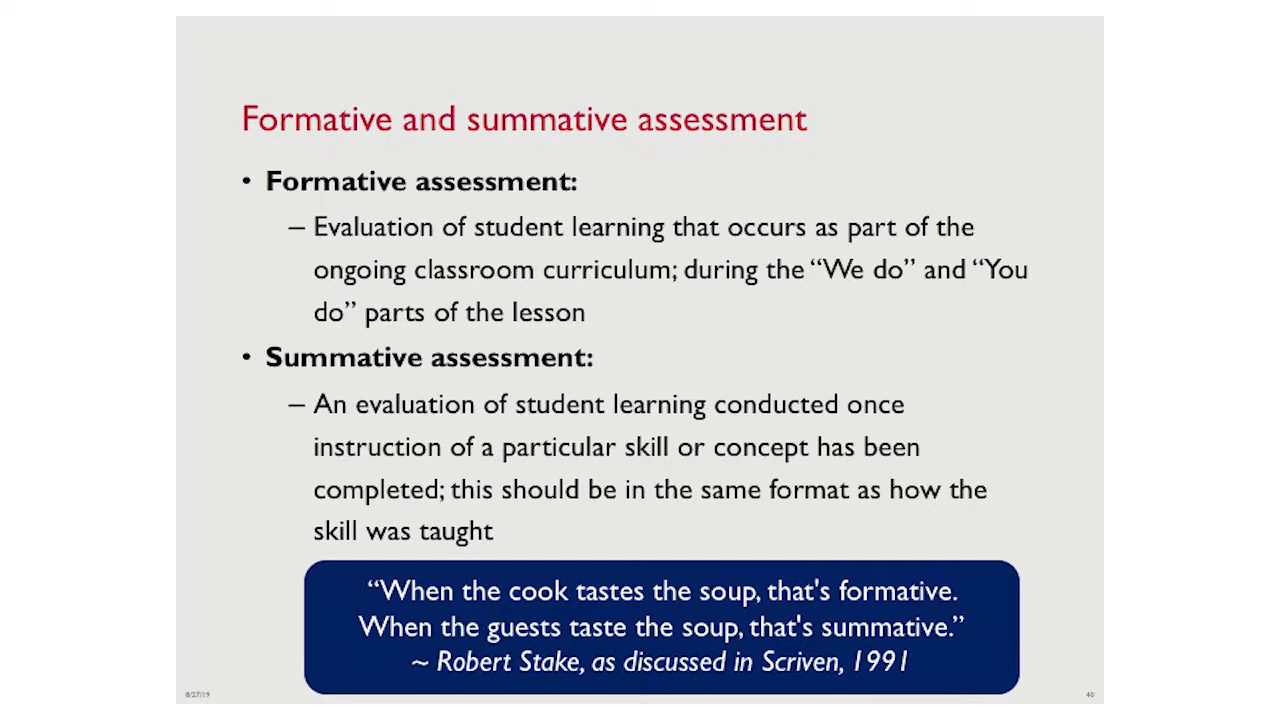 Formative and summative assessment
• Formative assessment:
– Evaluation of student learning that occurs as part of the
ongoing classroom curriculum; during the “We do” and “You
do” parts of the lesson
• Summative assessment:
– An evaluation of student learning conducted once
instruction of a particular skill or concept has been
completed; this should be in the same format as how the
skill was taught
“When the cook tastes the soup, that's formative.
When the guests taste the soup, that's summative.”
~ Robert Stake, as discussed in Scriven, 1991
8/27/19
40